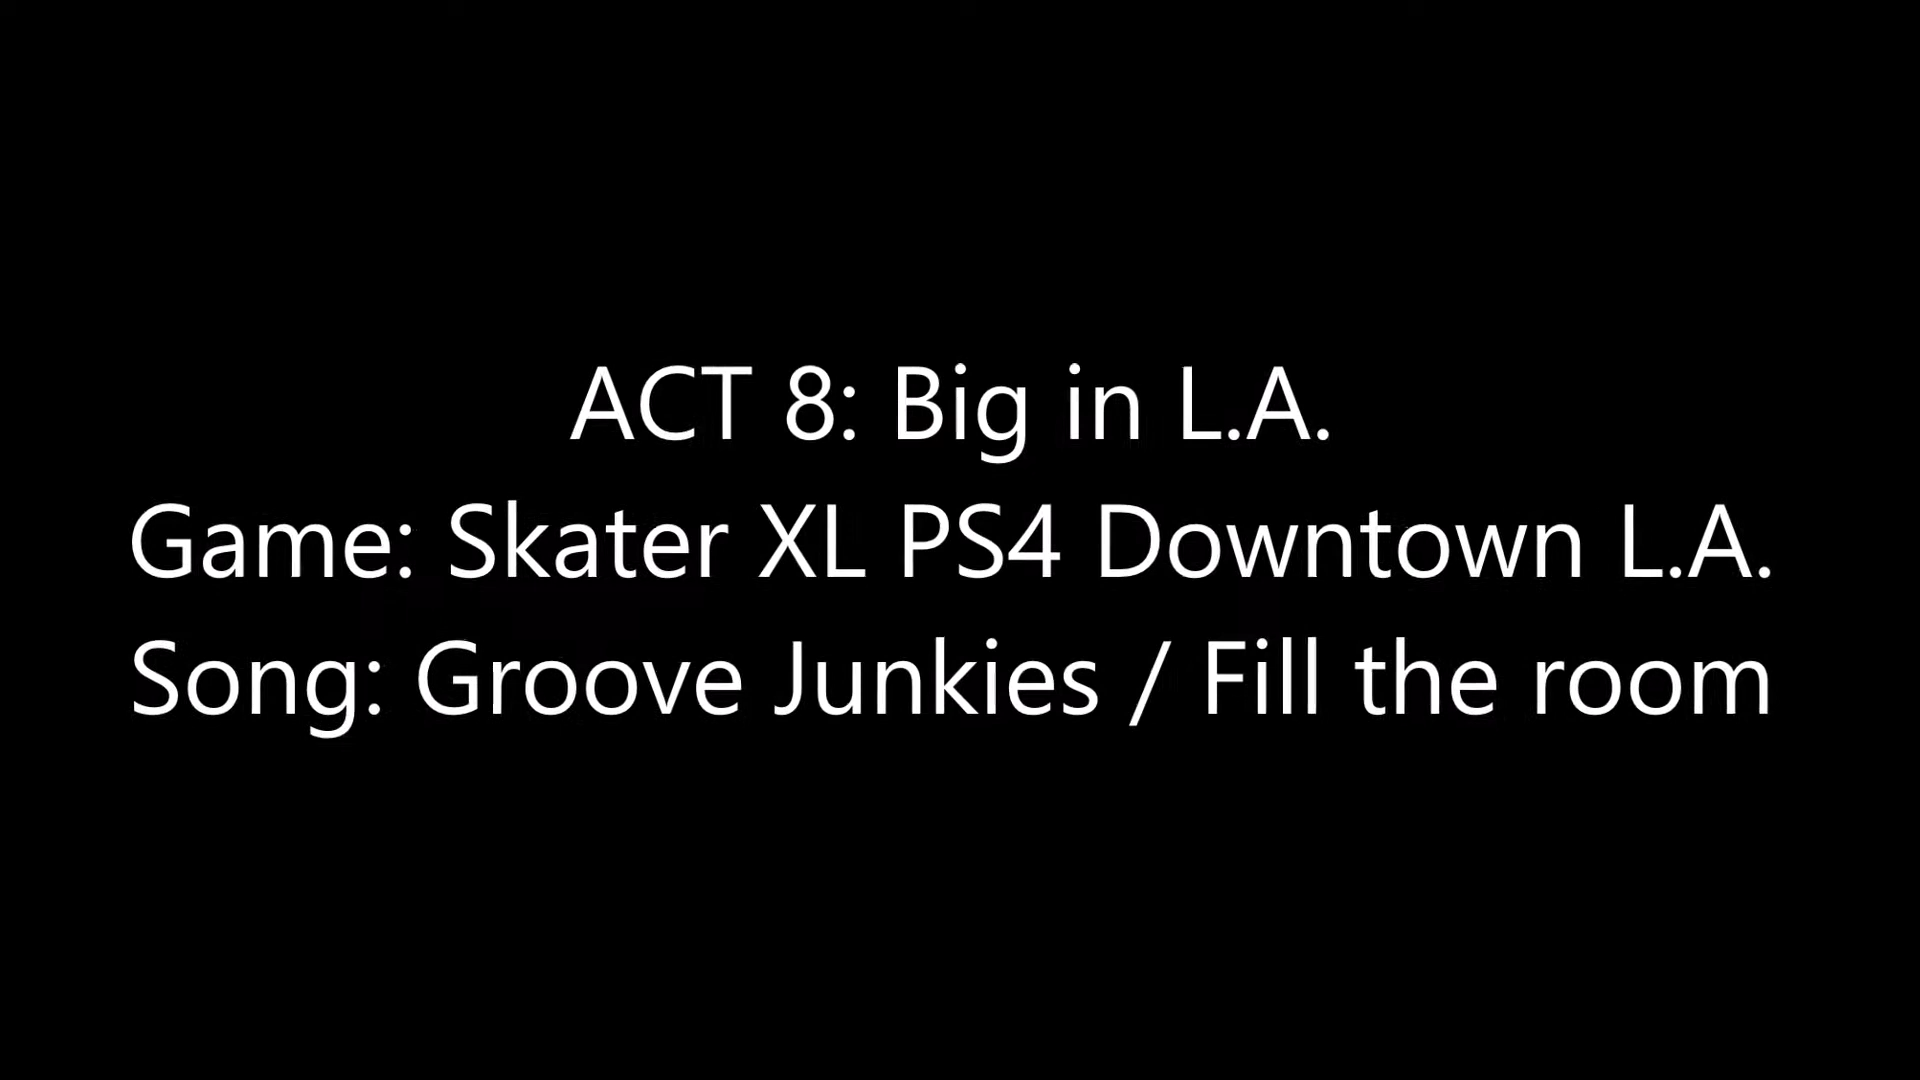 ACT 8: Big in L.A.
Game: Skater XL PS4 Downtown L.A.
Song: Groove Junkies / Fill the room